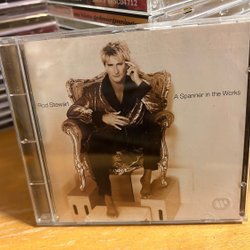 Rod Stewart
A Spanner in the Works